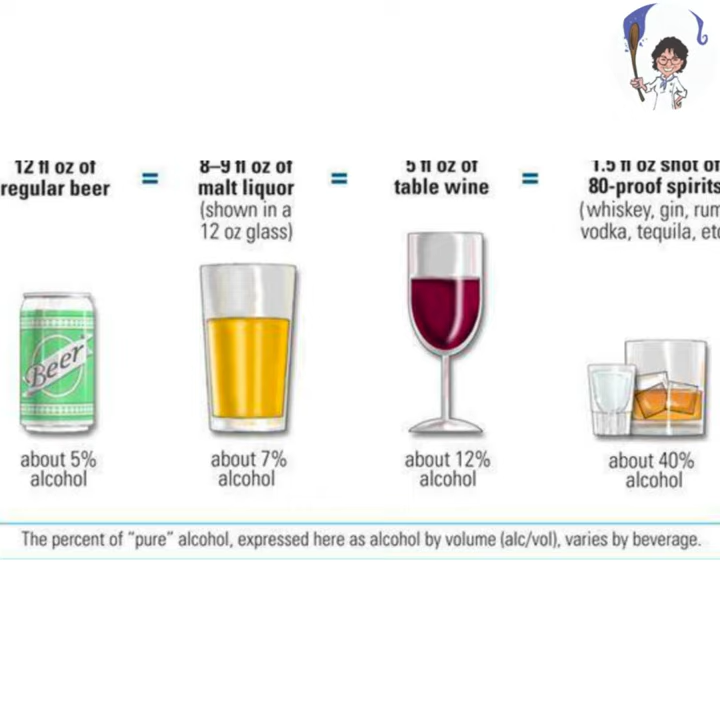 12 fl oz of
regular beer
=
8–9 fl oz of
malt liquor
(shown in a
12 oz glass)
=
5 fl oz of
table wine
=
1.5 fl oz shot of
80-proof spirits
(whiskey, gin, rum
vodka, tequila, etc
Beer
about 5%
alcohol
about 7%
alcohol
about 12%
alcohol
about 40%
alcohol
The percent of “pure” alcohol, expressed here as alcohol by volume (alc/vol), varies by beverage.